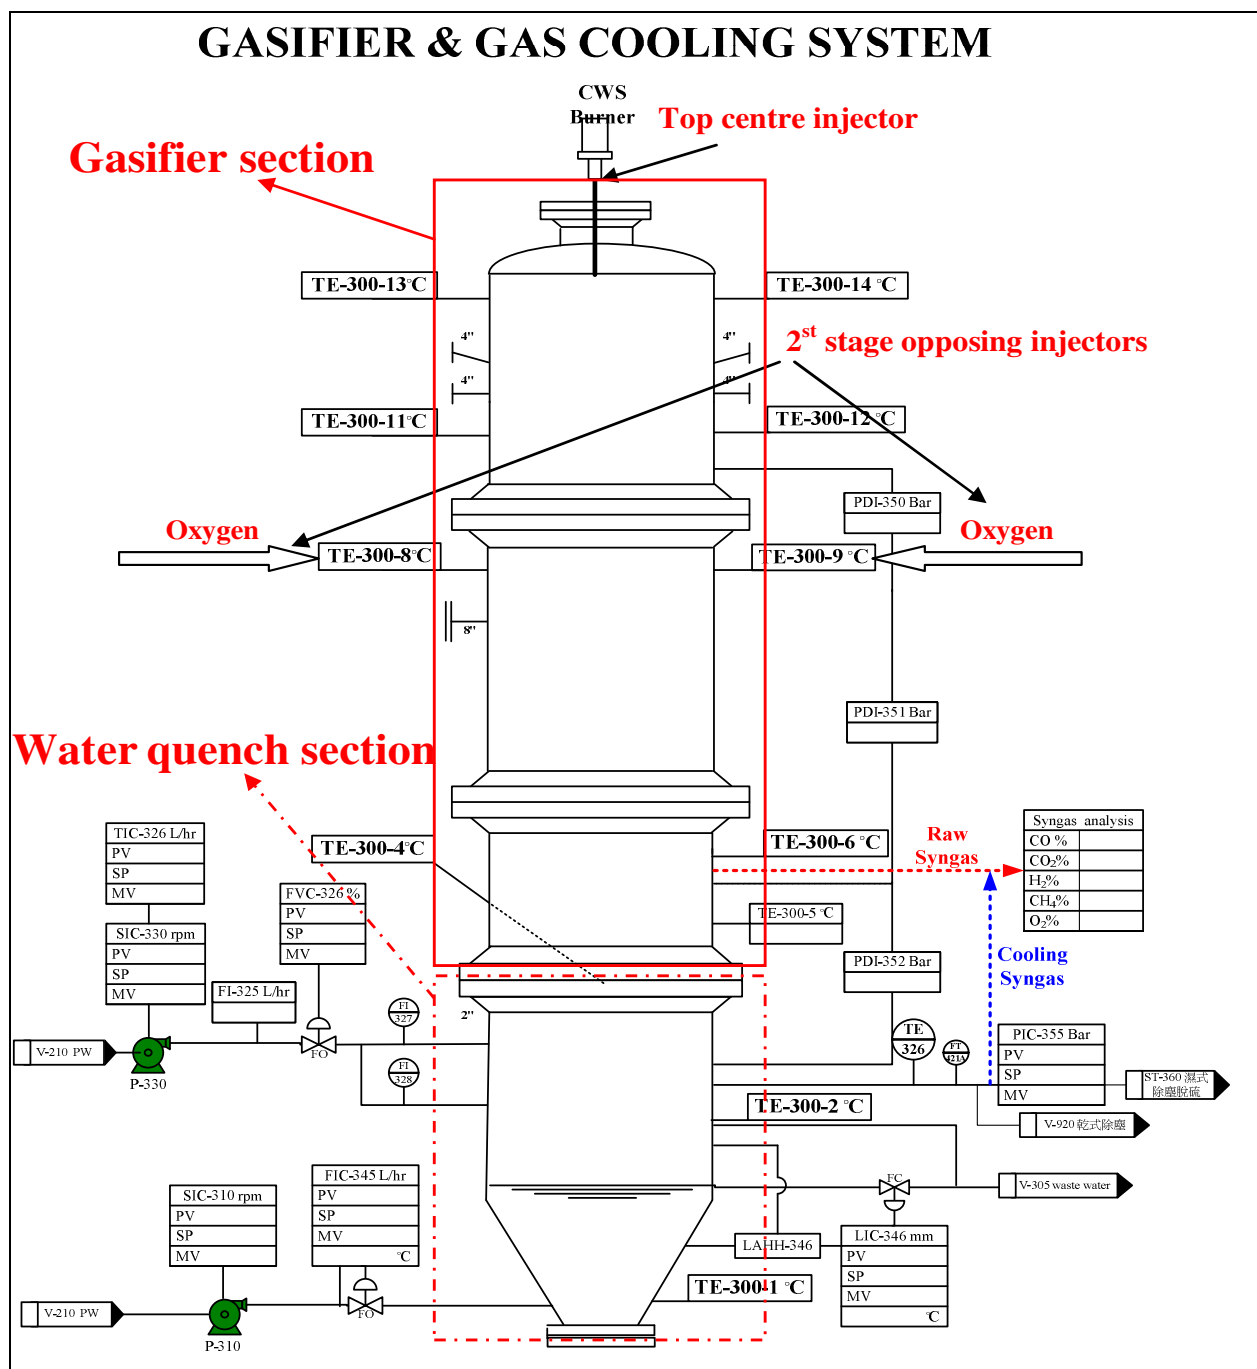 GASIFIER & GAS COOLING SYSTEM
CWS
Burner
Top centre injector
Gasifier section
TE-300-13℃
TE-300-14 ℃
4"
4"
2st stage opposing injectors
4"
4"
TE-300-11℃
TE-300-12℃
PDI-350 Bar
Oxygen
Oxygen
TE-300-8℃
TE-300-9 ℃
8"
PDI-351 Bar
Water quench section
TIC-326 L/hr
PV
SP
MV
TE-300-4℃
TE-300-6 ℃
Raw
Syngas
Syngas analysis
CO %
CO2%
H2%
CH4%
O2%
FVC-326 %
PV
SP
MV
TE-300-5 ℃
SIC-330 rpm
PV
SP
MV
Cooling
Syngas
PDI-352 Bar
FI-325 L/hr
2"
FI
327
TE
326
FT
421A
PIC-355 Bar
PV
SP
MV
V-210 PW
P-330
FO
FI
328
ST-360 濕式
除塵脫硫
TE-300-2 ℃
V-920 乾式除塵
FIC-345 L/hr
PV
SP
MV
℃
SIC-310 rpm
PV
SP
MV
FC
V-305 waste water
LAHH-346
LIC-346 mm
PV
SP
MV
℃
TE-300-1 ℃
V-210 PW
P-310
FO